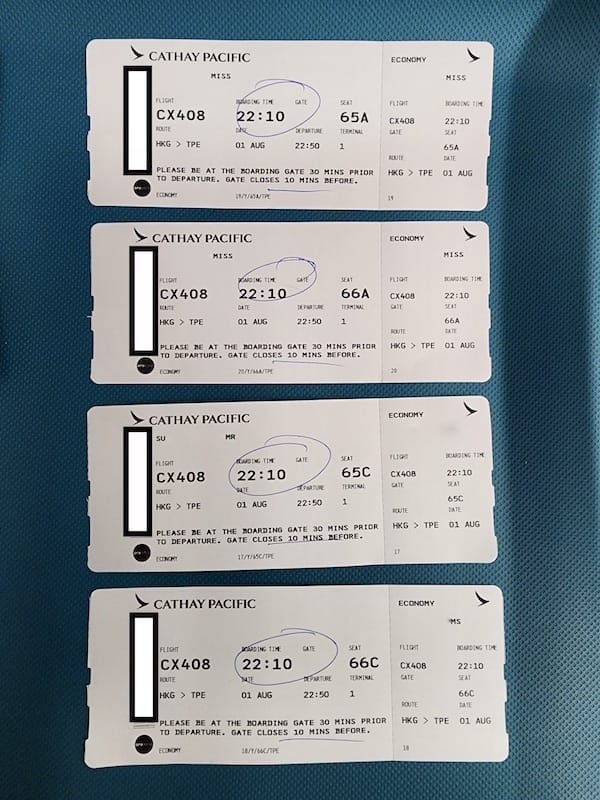 CATHAY PACIFIC ECONOMY
MISS MISS
FLIGHT BOARDING TIME GATE SEAT FLIGHT BOARDING TIME
CX408 22:10 65A CX408 22:10
ROUTE DATE DEPARTURE TERMINAL GATE SEAT
65A
HKG > TPE 01 AUG 22:50 1 ROUTE DATE
HKG > TPE 01 AUG
PLEASE BE AT THE BOARDING GATE 30 MINS PRIOR
TO DEPARTURE. GATE CLOSES 10 MINS BEFORE.
ECONOMY 19/Y/65A/TPE 19
CATHAY PACIFIC ECONOMY
MISS MISS
FLIGHT BOARDING TIME GATE SEAT FLIGHT BOARDING TIME
CX408 22:10 66A CX408 22:10
ROUTE DATE DEPARTURE TERMINAL GATE SEAT
66A
HKG > TPE 01 AUG 22:50 1 ROUTE DATE
HKG > TPE 01 AUG
PLEASE BE AT THE BOARDING GATE 30 MINS PRIOR
TO DEPARTURE. GATE CLOSES 10 MINS BEFORE.
ECONOMY 20/Y/66A/TPE 20
CATHAY PACIFIC ECONOMY
SU MR
FLIGHT BOARDING TIME GATE SEAT FLIGHT BOARDING TIME
CX408 22:10 65C CX408 22:10
ROUTE DATE DEPARTURE TERMINAL GATE SEAT
65C
HKG > TPE 01 AUG 22:50 1 ROUTE DATE
HKG > TPE 01 AUG
PLEASE BE AT THE BOARDING GATE 30 MINS PRIOR
TO DEPARTURE. GATE CLOSES 10 MINS BEFORE.
ECONOMY 17/Y/65C/TPE 17
CATHAY PACIFIC ECONOMY
MS
FLIGHT BOARDING TIME GATE SEAT FLIGHT BOARDING TIME
CX408 22:10 66C CX408 22:10
ROUTE DATE DEPARTURE TERMINAL GATE SEAT
66C
HKG > TPE 01 AUG 22:50 1 ROUTE DATE
HKG > TPE 01 AUG
PLEASE BE AT THE BOARDING GATE 30 MINS PRIOR
TO DEPARTURE. GATE CLOSES 10 MINS BEFORE.
ECONOMY 18/Y/66C/TPE 18